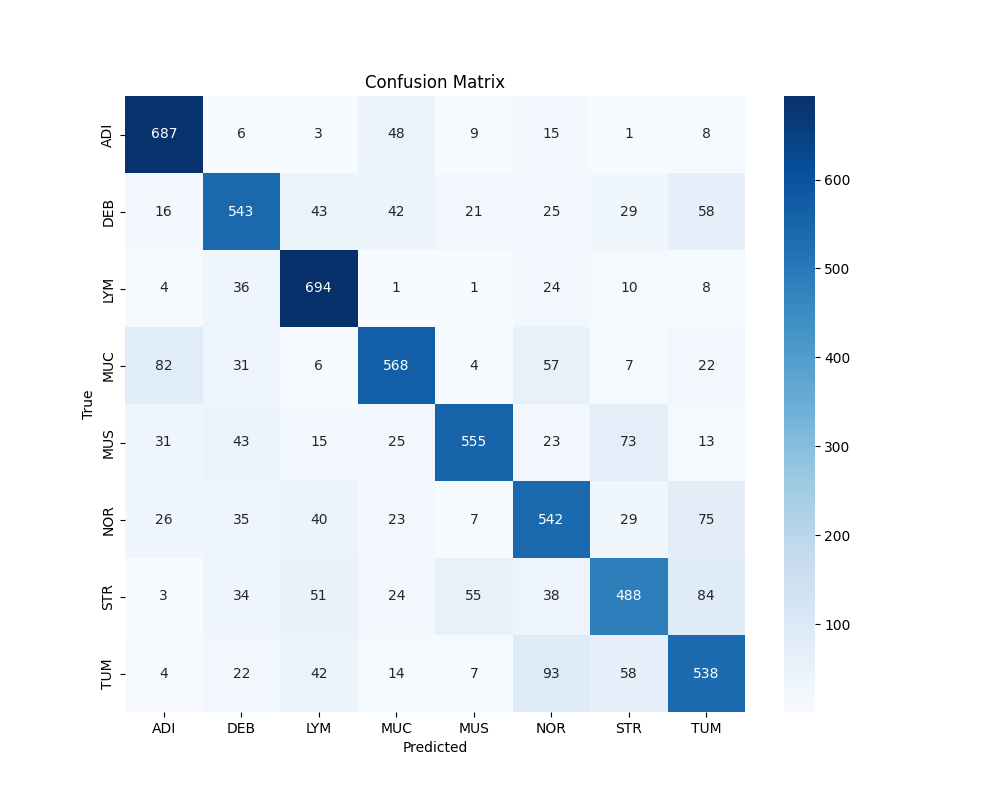 Confusion Matrix
ADI 687 6 3 48 9 15 1 8
DEB 16 543 43 42 21 25 29 58
LYM 4 36 694 1 1 24 10 8
MUC 82 31 6 568 4 57 7 22
MUS 31 43 15 25 555 23 73 13
NOR 26 35 40 23 7 542 29 75
STR 3 34 51 24 55 38 488 84
TUM 4 22 42 14 7 93 58 538
ADI DEB LYM MUC MUS NOR STR TUM
Predicted
True
600
500
400
300
200
100